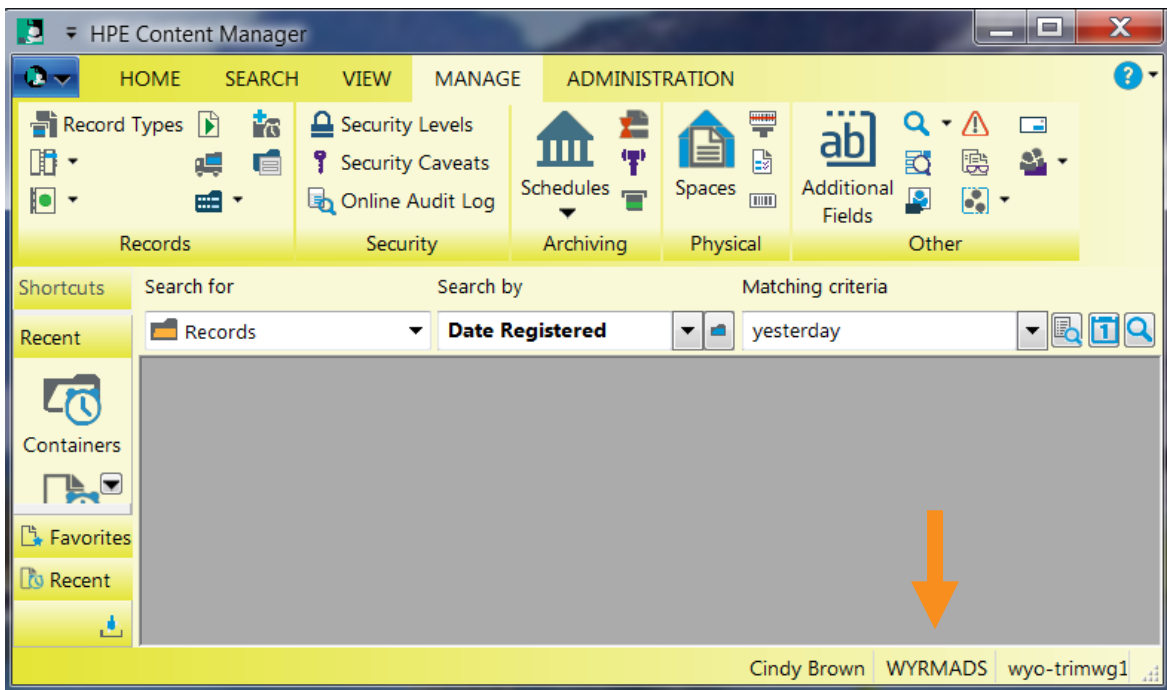 HPE Content Manager
HOME SEARCH VIEW MANAGE ADMINISTRATION ?
Record Types
Security Levels
Security Caveats
Online Audit Log
Schedules
Spaces
ab
Additional
Fields
Records Security Archiving Physical Other
Shortcuts Search for Search by Matching criteria
Recent Records Date Registered yesterday 1
Containers
Favorites
Recent
Cindy Brown WYRMADS wyo-trimwg1